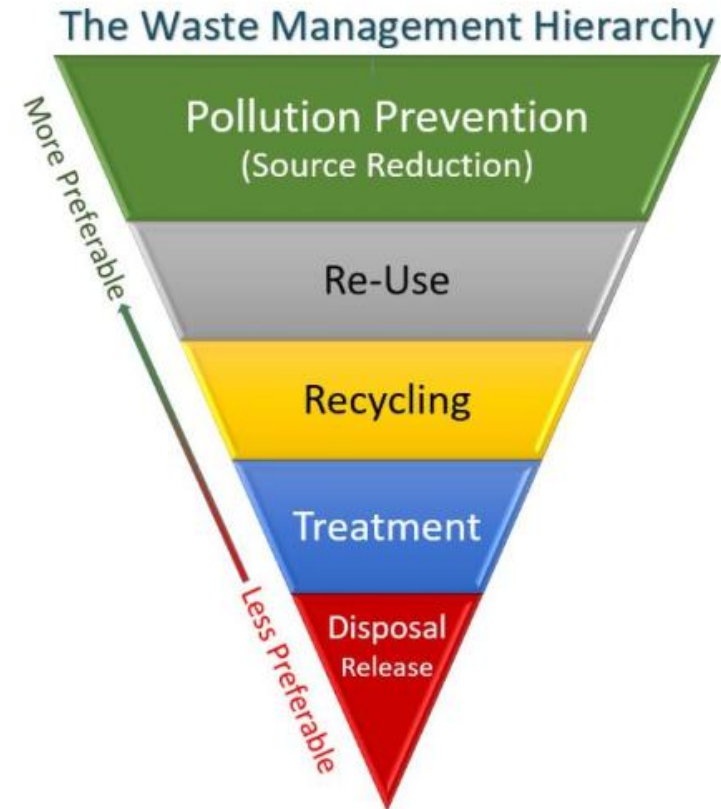 The Waste Management Hierarchy
Pollution Prevention
(Source Reduction)
More Preferable
Re-Use
Recycling
Treatment
Less Preferable
Disposal
Release